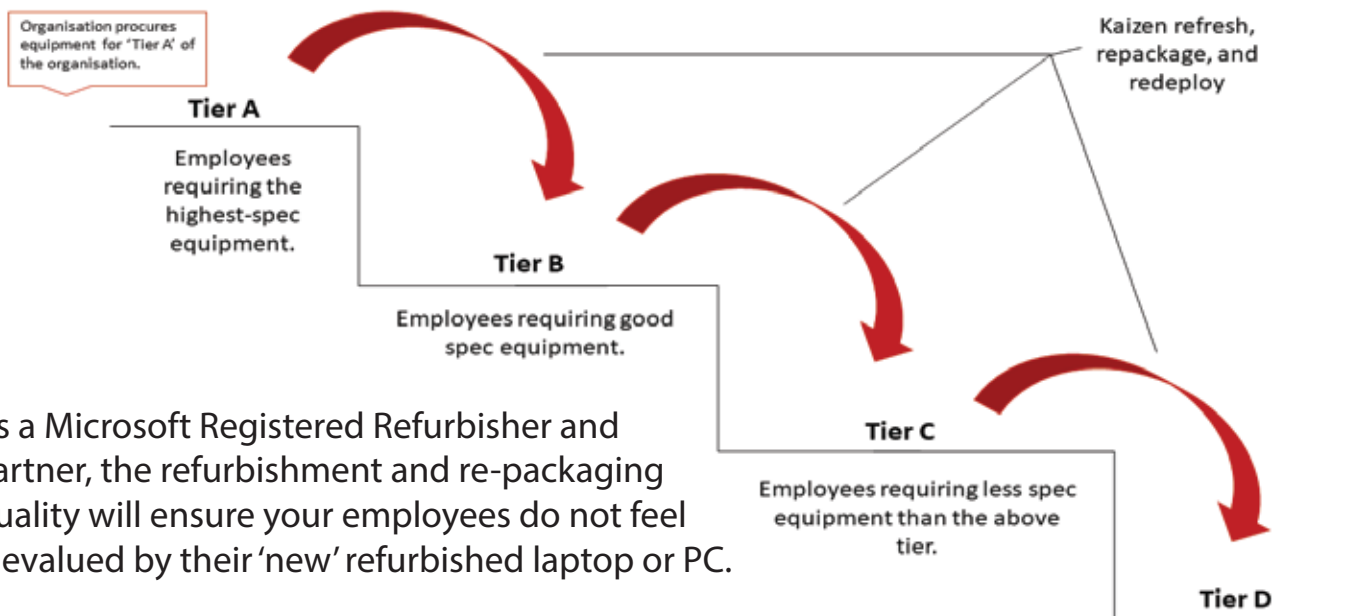 Organisation procures
equipment for 'Tier A' of
the organisation.
Kaizen refresh,
repackage, and
redeploy
Tier A
Employees
requiring the
highest-spec
equipment.
Tier B
Employees requiring good
spec equipment.
s a Microsoft Registered Refurbisher and
artner, the refurbishment and re-packaging
uality will ensure your employees do not feel
evalued by their ‘new’ refurbished laptop or PC.
Tier C
Employees requiring less spec
equipment than the above
tier.
Tier D